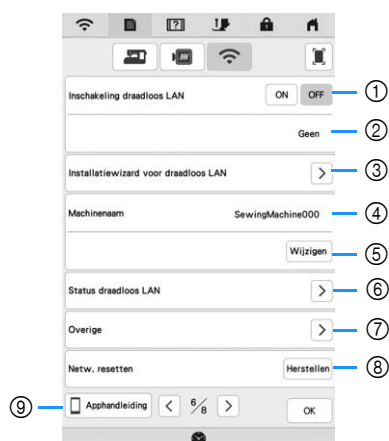 Inschakeling draadloos LAN ON OFF ①
Geen ②
Installatiewizard voor draadloos LAN ③
Machinenaam SewingMachine000 ④
Wijzigen ⑤
Status draadloos LAN ⑥
Overige ⑦
Netw. resetten Herstellen ⑧
⑨ Apphandleiding 6/8 OK